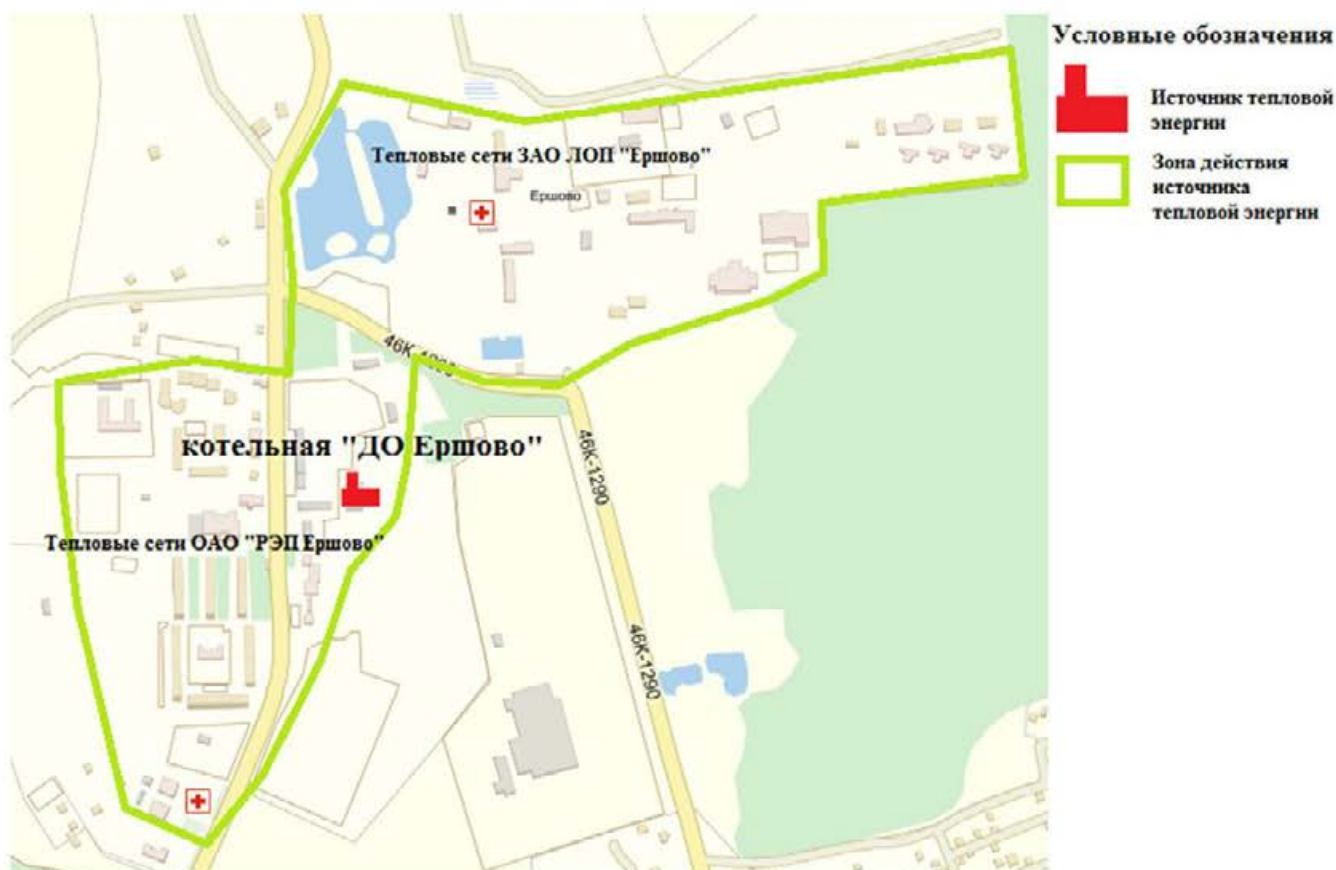 Условные обозначения
Источник тепловой
энергии
Зона действия
источника
тепловой энергии
Тепловые сети ЗАО ЛОП "Ершово"
Ершово
46К-1290
котельная "ДО Ершово"
46К-1290
Тепловые сети ОАО "РЭП Ершово"
46К-1290